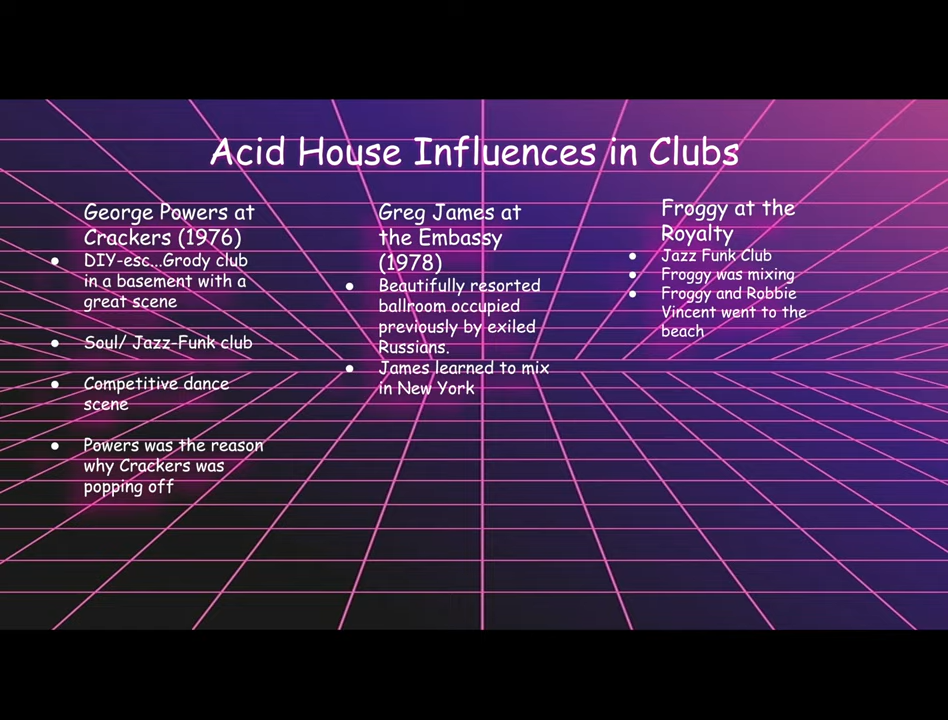 Acid House Influences in Clubs
George Powers at
Crackers (1976)
● DIY-esc...Grody club
in a basement with a
great scene
● Soul/ Jazz-Funk club
● Competitive dance
scene
● Powers was the reason
why Crackers was
popping off
Greg James at
the Embassy
(1978)
● Beautifully resorted
ballroom occupied
previously by exiled
Russians.
● James learned to mix
in New York
Froggy at the
Royalty
● Jazz Funk Club
● Froggy was mixing
● Froggy and Robbie
Vincent went to the
beach